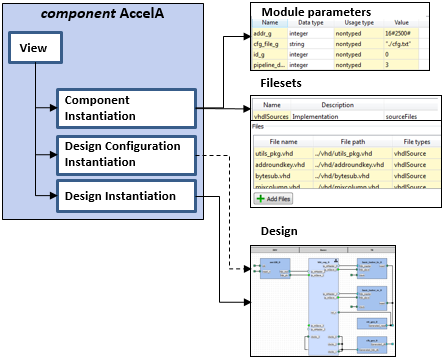 component AccelA
View
Component
Instantiation
Design Configuration
Instantiation
Design Instantiation
Module parameters
Name Data type Usage type Value
addr_g integer nontyped 16#2500#
cfg_file_g string nontyped "./cfg.txt"
id_g integer nontyped 0
pipeline_d... integer nontyped 3
Filesets
Name Description
vhdlSources Implementation sourceFiles
Files
File name File path File types
utils_pkg.vhd ../vhd/utils_pkg.vhd vhdlSource
addroundkey.vhd ../vhd/addroundkey.vhd vhdlSource
bytesub.vhd ../vhd/bytesub.vhd vhdlSource
mixcolumn.vhd ../vhd/mixcolumn.vhd vhdlSource
Add Files
Design